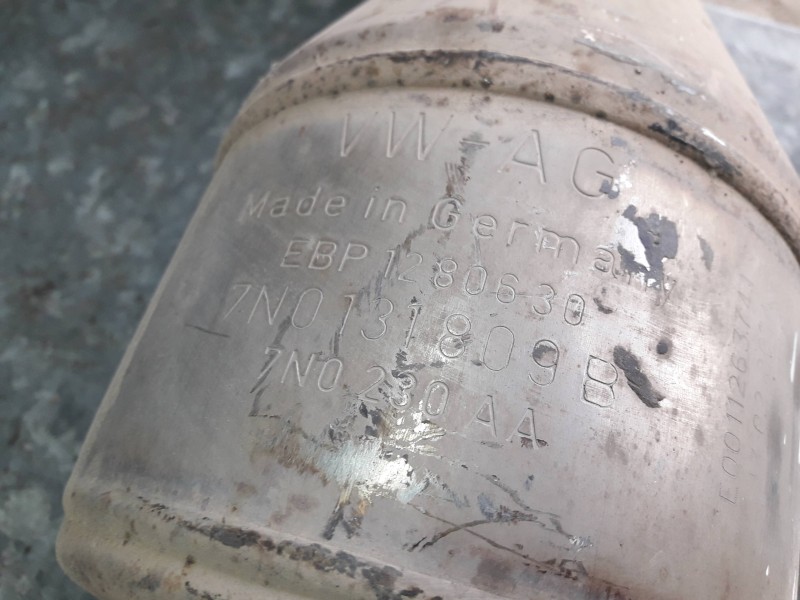 VW-AG
Made in Germany
EBP 1280630
7N0131809B
7N0 230 AA